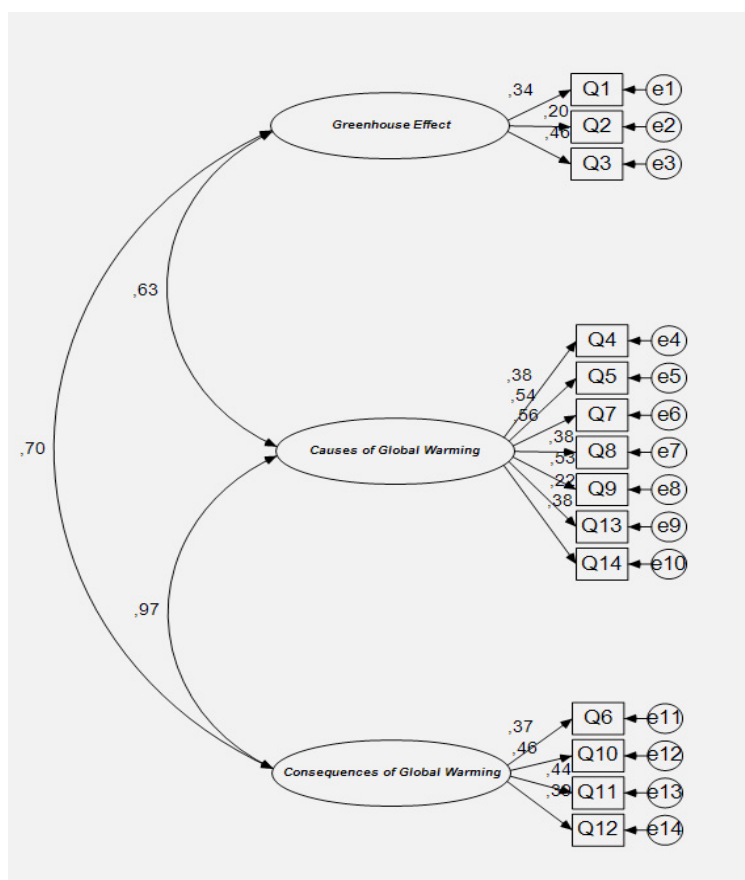 ,34
Q1
e1
Greenhouse Effect
,20
Q2
e2
,46
Q3
e3
,63
Q4
e4
,38
Q5
e5
,54
,56
Q7
e6
,70
Causes of Global Warming
,38
Q8
e7
,53
,22
Q9
e8
,38
Q13
e9
Q14
e10
,97
,37
Q6
e11
,46
Q10
e12
Consequences of Global Warming
,44
Q11
e13
,39
Q12
e14